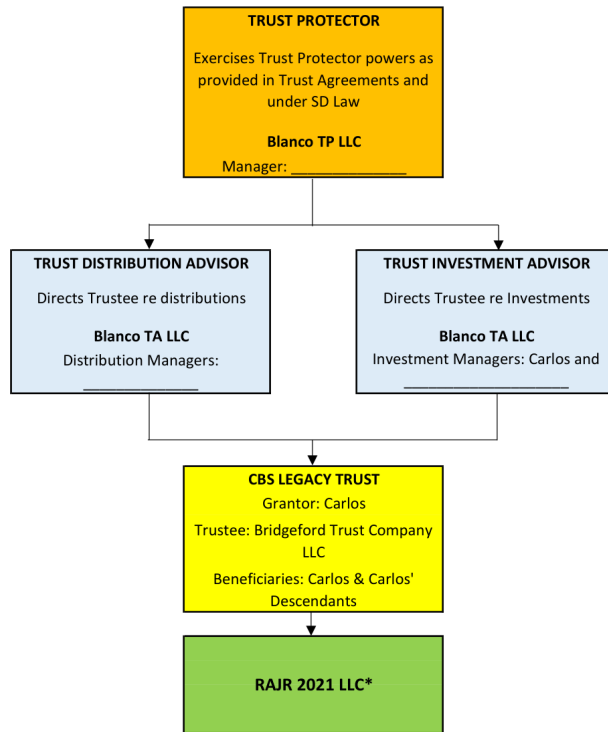 TRUST PROTECTOR
Exercises Trust Protector powers as
provided in Trust Agreements and
under SD Law
Blanco TP LLC
Manager: ______________
TRUST DISTRIBUTION ADVISOR
Directs Trustee re distributions
Blanco TA LLC
Distribution Managers:
______________
TRUST INVESTMENT ADVISOR
Directs Trustee re Investments
Blanco TA LLC
Investment Managers: Carlos and
____________________
CBS LEGACY TRUST
Grantor: Carlos
Trustee: Bridgeford Trust Company
LLC
Beneficiaries: Carlos & Carlos'
Descendants
RAJR 2021 LLC*